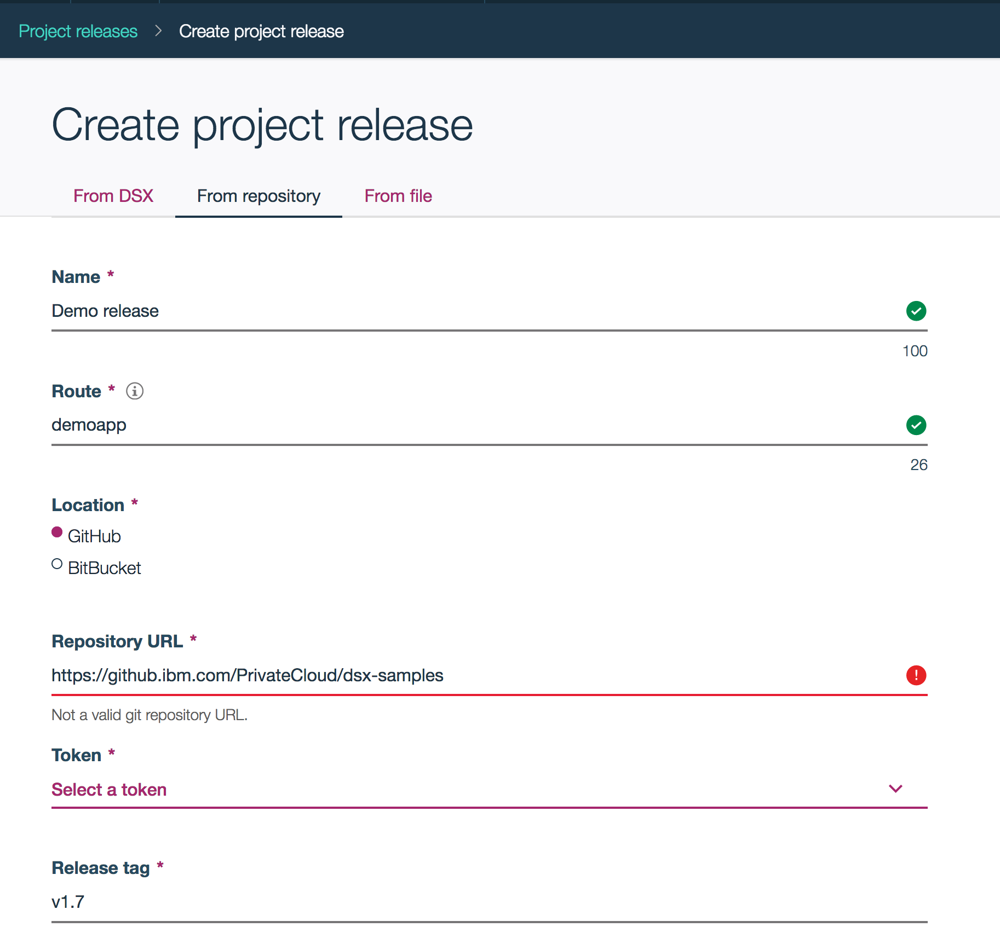 Project releases > Create project release
Create project release
From DSX From repository From file
Name *
Demo release
100
Route *
demoapp
26
Location *
GitHub
BitBucket
Repository URL *
https://github.ibm.com/PrivateCloud/dsx-samples
Not a valid git repository URL.
Token *
Select a token
Release tag *
v1.7